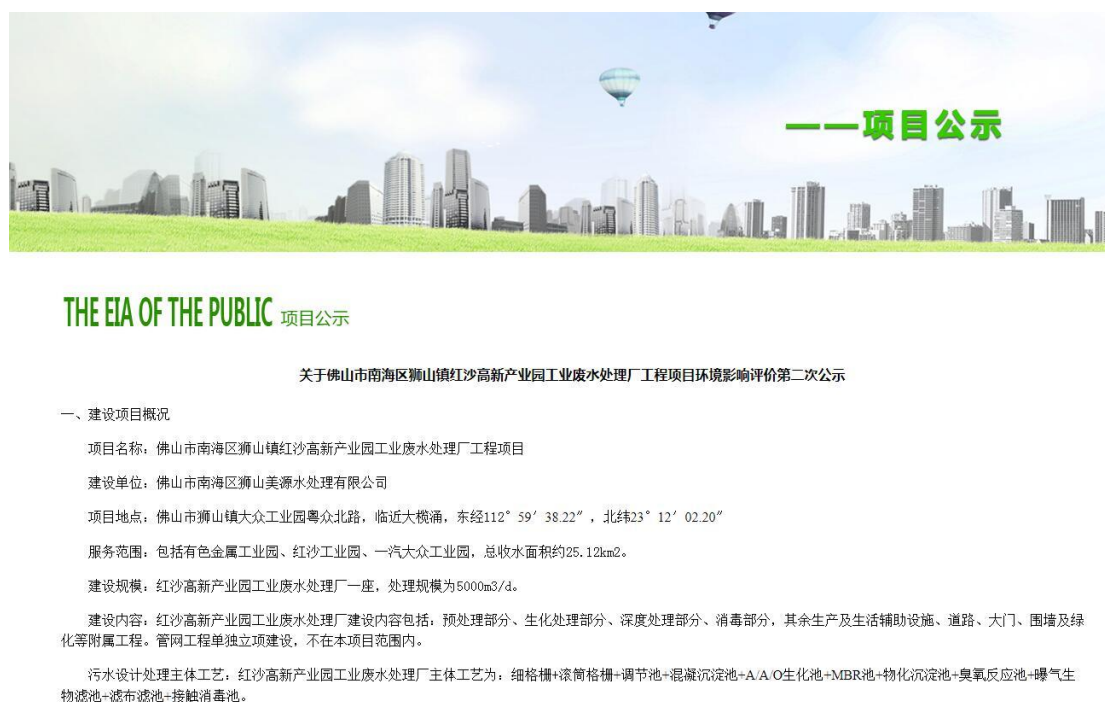 ——项目公示
THE EIA OF THE PUBLIC 项目公示
关于佛山市南海区狮山镇红沙高新产业园工业废水处理厂工程项目环境影响评价第二次公示
一、建设项目概况
项目名称：佛山市南海区狮山镇红沙高新产业园工业废水处理厂工程项目
建设单位：佛山市南海区狮山美源水处理有限公司
项目地点：佛山市狮山镇大众工业园粤众北路，临近大榄涌，东经112°59′38.22″，北纬23°12′02.20″
服务范围：包括有色金属工业园、红沙工业园、一汽大众工业园，总收水面积约25.12km2。
建设规模：红沙高新产业园工业废水处理厂一座，处理规模为5000m3/d。
建设内容：红沙高新产业园工业废水处理厂建设内容包括：预处理部分、生化处理部分、深度处理部分、消毒部分，其余生产及生活辅助设施、道路、大门、围墙及绿
化等附属工程。管网工程单独立项建设，不在本项目范围内。
污水设计处理主体工艺：红沙高新产业园工业废水处理厂主体工艺为：细格栅+滚筒格栅+调节池+混凝沉淀池+A/A/O生化池+MBR池+物化沉淀池+臭氧反应池+曝气生
物滤池+滤布滤池+接触消毒池。